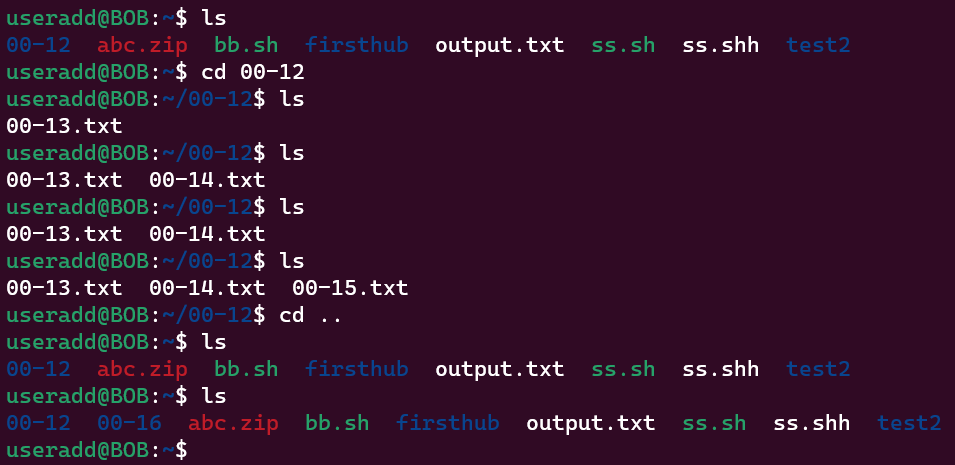 useradd@BOB:~$ ls
00-12  abc.zip  bb.sh  firsthub  output.txt  ss.sh  ss.shh  test2
useradd@BOB:~$ cd 00-12
useradd@BOB:~/00-12$ ls
00-13.txt
useradd@BOB:~/00-12$ ls
00-13.txt  00-14.txt
useradd@BOB:~/00-12$ ls
00-13.txt  00-14.txt
useradd@BOB:~/00-12$ ls
00-13.txt  00-14.txt  00-15.txt
useradd@BOB:~/00-12$ cd ..
useradd@BOB:~$ ls
00-12  abc.zip  bb.sh  firsthub  output.txt  ss.sh  ss.shh  test2
useradd@BOB:~$ ls
00-12  00-16  abc.zip  bb.sh  firsthub  output.txt  ss.sh  ss.shh  test2
useradd@BOB:~$